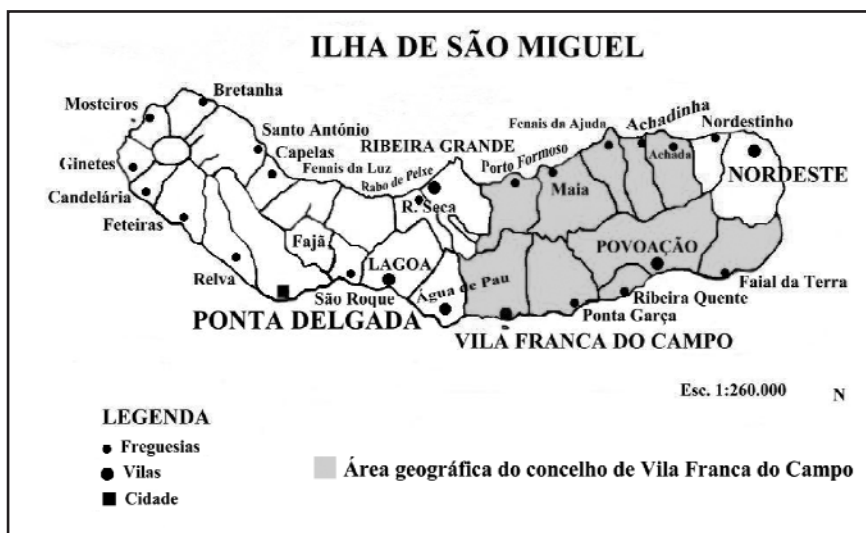 ILHA DE SÃO MIGUEL
Bretanha
Mosteiros
Santo António
Capelas
Fenais da Luz
RIBEIRA GRANDE
Rabo de Peixe
R. Seca
Porto Formoso
Maia
Fenais da Ajuda
Achadinha
Achada
Nordestinho
NORDESTE
Ginetes
Candelária
Feteiras
Relva
Fajã
São Roque
LAGOA
Água de Pau
POVOAÇÃO
Faial da Terra
Ribeira Quente
Ponta Garça
PONTA DELGADA
VILA FRANCA DO CAMPO
Esc. 1:260.000
N
LEGENDA
Freguesias
Vilas
Cidade
Área geográfica do concelho de Vila Franca do Campo